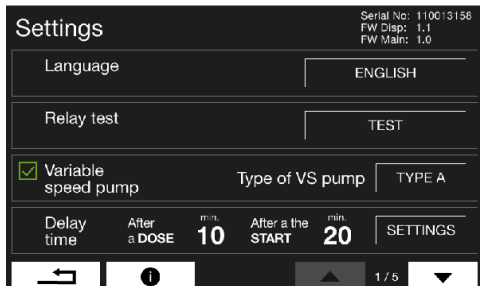 Settings
Serial No: 110013158
FW Disp: 1.1
FW Main: 1.0
Language
ENGLISH
Relay test
TEST
Variable
speed pump
Type of VS pump
TYPE A
Delay
time
After
a DOSE
min.
10
After a the
START
min.
20
SETTINGS
i
1/5